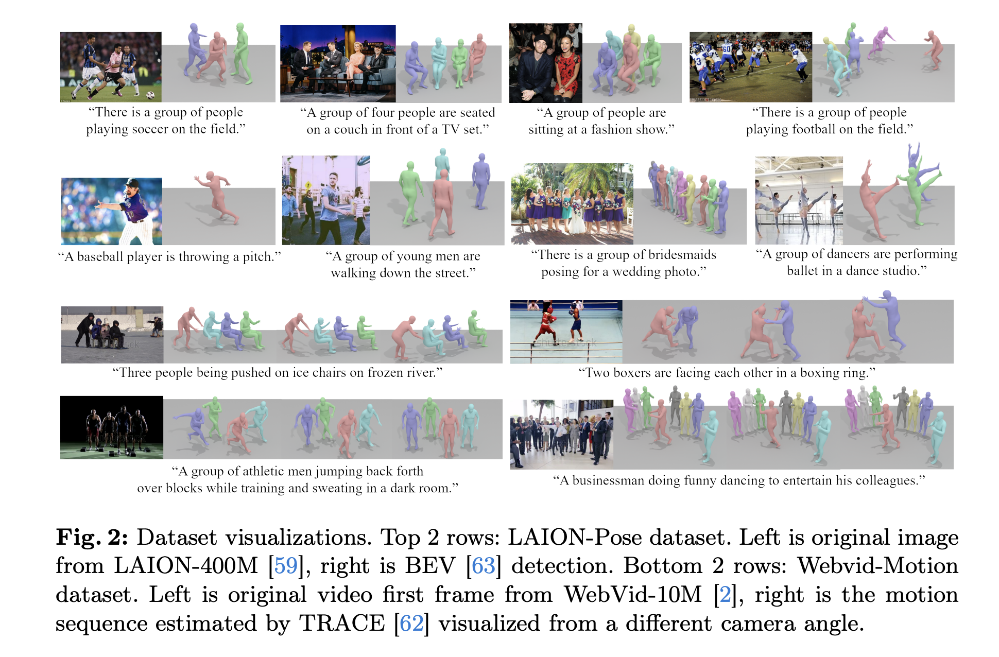 “There is a group of people
playing soccer on the field.”
“A group of four people are seated
on a couch in front of a TV set.”
“A group of people are
sitting at a fashion show.”
“There is a group of people
playing football on the field.”
“A baseball player is throwing a pitch.”
“A group of young men are
walking down the street.”
“There is a group of bridesmaids
posing for a wedding photo.”
“A group of dancers are performing
ballet in a dance studio.”
“Three people being pushed on ice chairs on frozen river.”
“Two boxers are facing each other in a boxing ring.”
“A group of athletic men jumping back forth
over blocks while training and sweating in a dark room.”
“A businessman doing funny dancing to entertain his colleagues.”
Fig. 2: Dataset visualizations. Top 2 rows: LAION-Pose dataset. Left is original image
from LAION-400M [59], right is BEV [63] detection. Bottom 2 rows: Webvid-Motion
dataset. Left is original video first frame from WebVid-10M [2], right is the motion
sequence estimated by TRACE [62] visualized from a different camera angle.